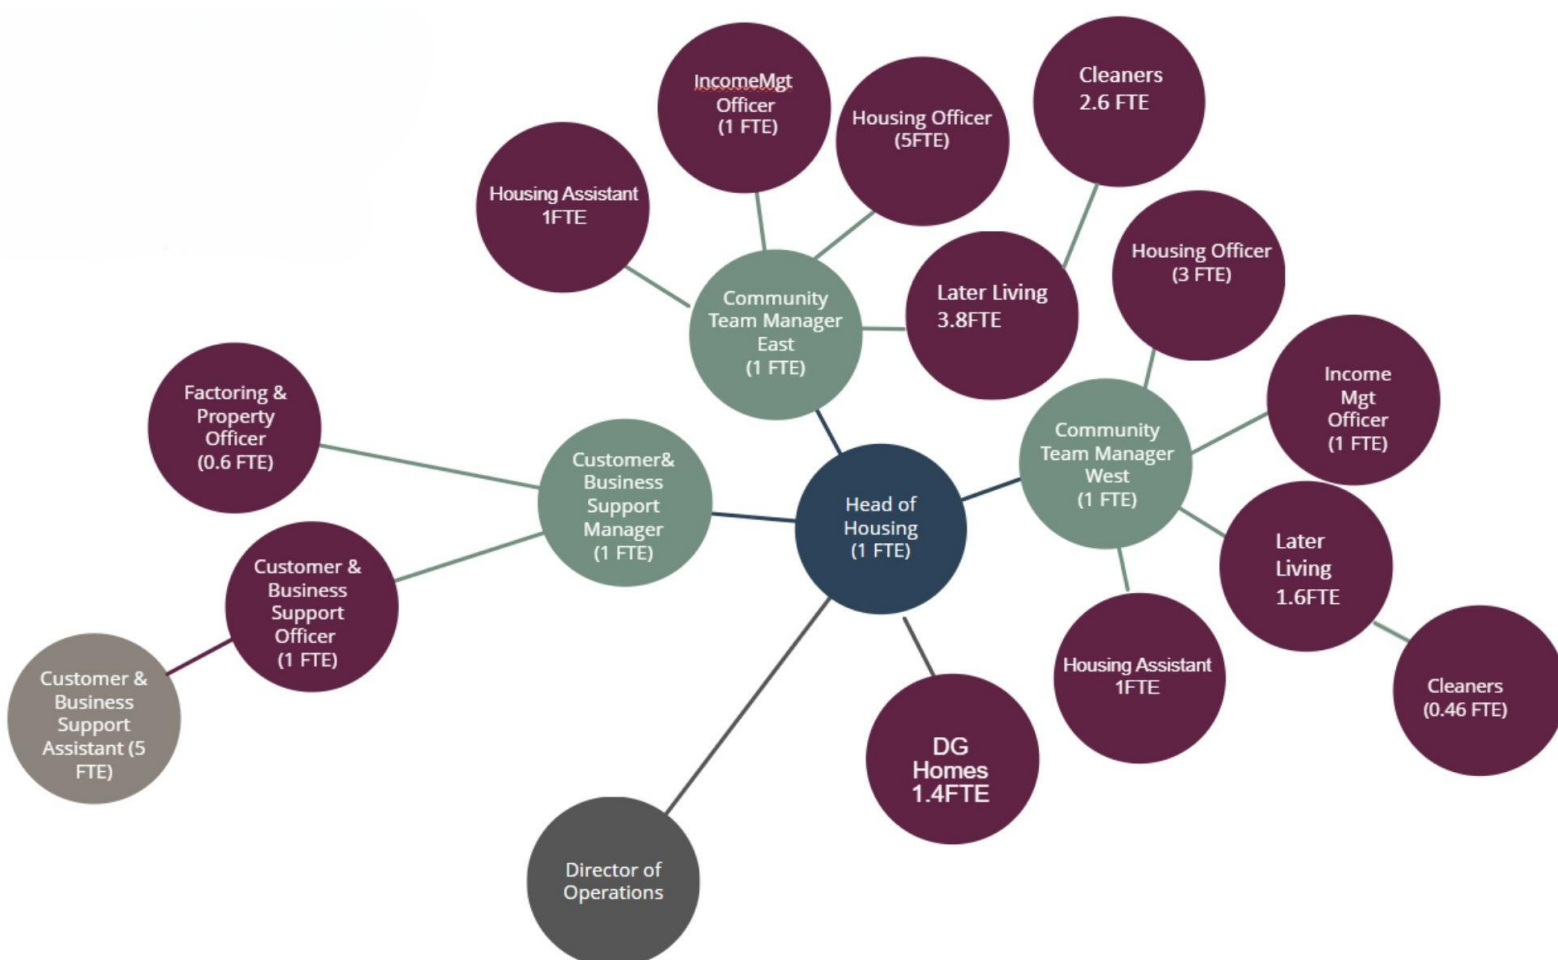 IncomeMgt
Officer
(1 FTE)
Housing Officer
(5FTE)
Cleaners
2.6 FTE
Housing Assistant
1FTE
Housing Officer
(3 FTE)
Community
Team Manager
East
(1 FTE)
Later Living
3.8FTE
Income
Mgt
Officer
(1 FTE)
Factoring &
Property
Officer
(0.6 FTE)
Customer&
Business
Support
Manager
(1 FTE)
Head of
Housing
(1 FTE)
Community
Team Manager
West
(1 FTE)
Later
Living
1.6FTE
Customer &
Business
Support
Officer
(1 FTE)
Customer &
Business
Support
Assistant (5
FTE)
Housing Assistant
1FTE
Cleaners
(0.46 FTE)
DG
Homes
1.4FTE
Director of
Operations